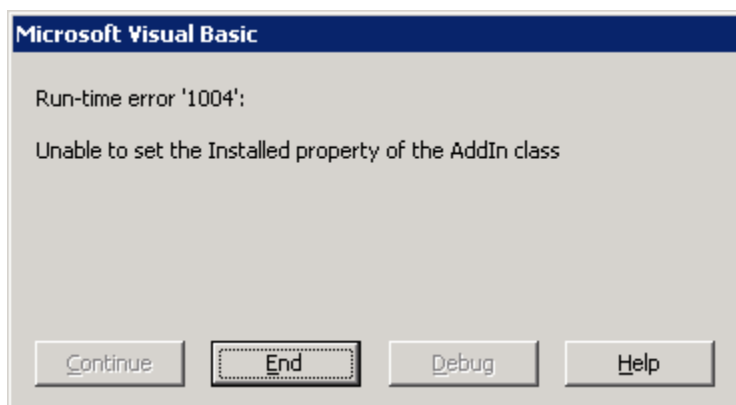 Microsoft Visual Basic
Run-time error '1004':
Unable to set the Installed property of the AddIn class
Continue End Debug Help